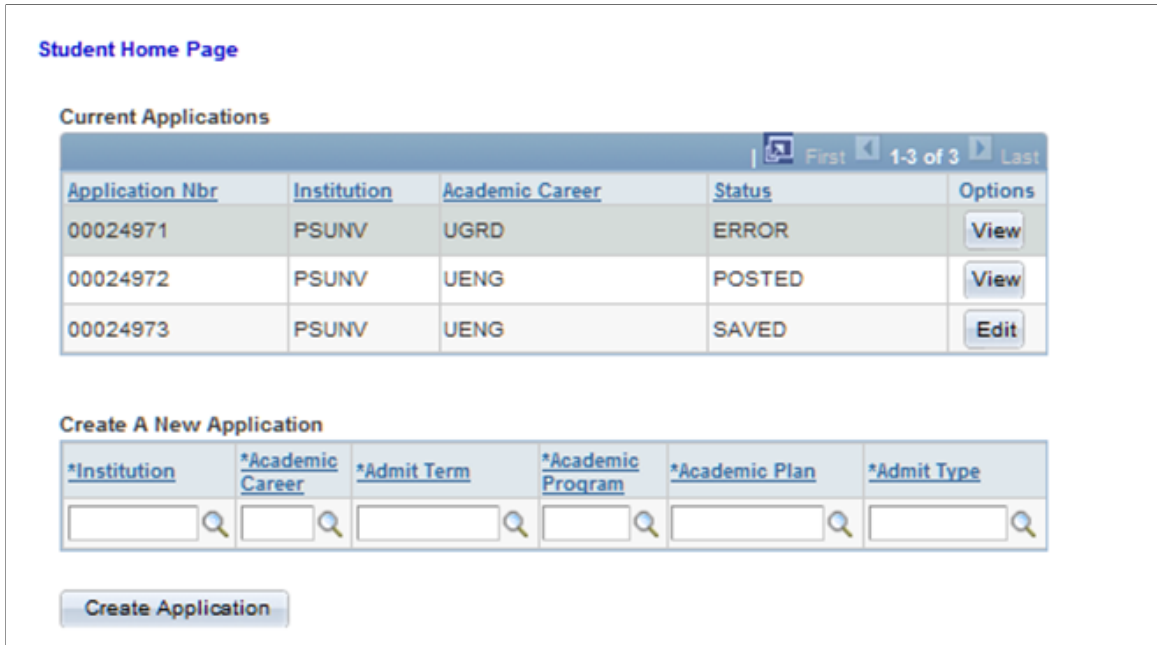 Student Home Page
Current Applications
| First 1-3 of 3 Last
Application Nbr Institution Academic Career Status Options
00024971 PSUNV UGRD ERROR View
00024972 PSUNV UENG POSTED View
00024973 PSUNV UENG SAVED Edit
Create A New Application
*Institution *Academic Career *Admit Term *Academic Program *Academic Plan *Admit Type
Create Application